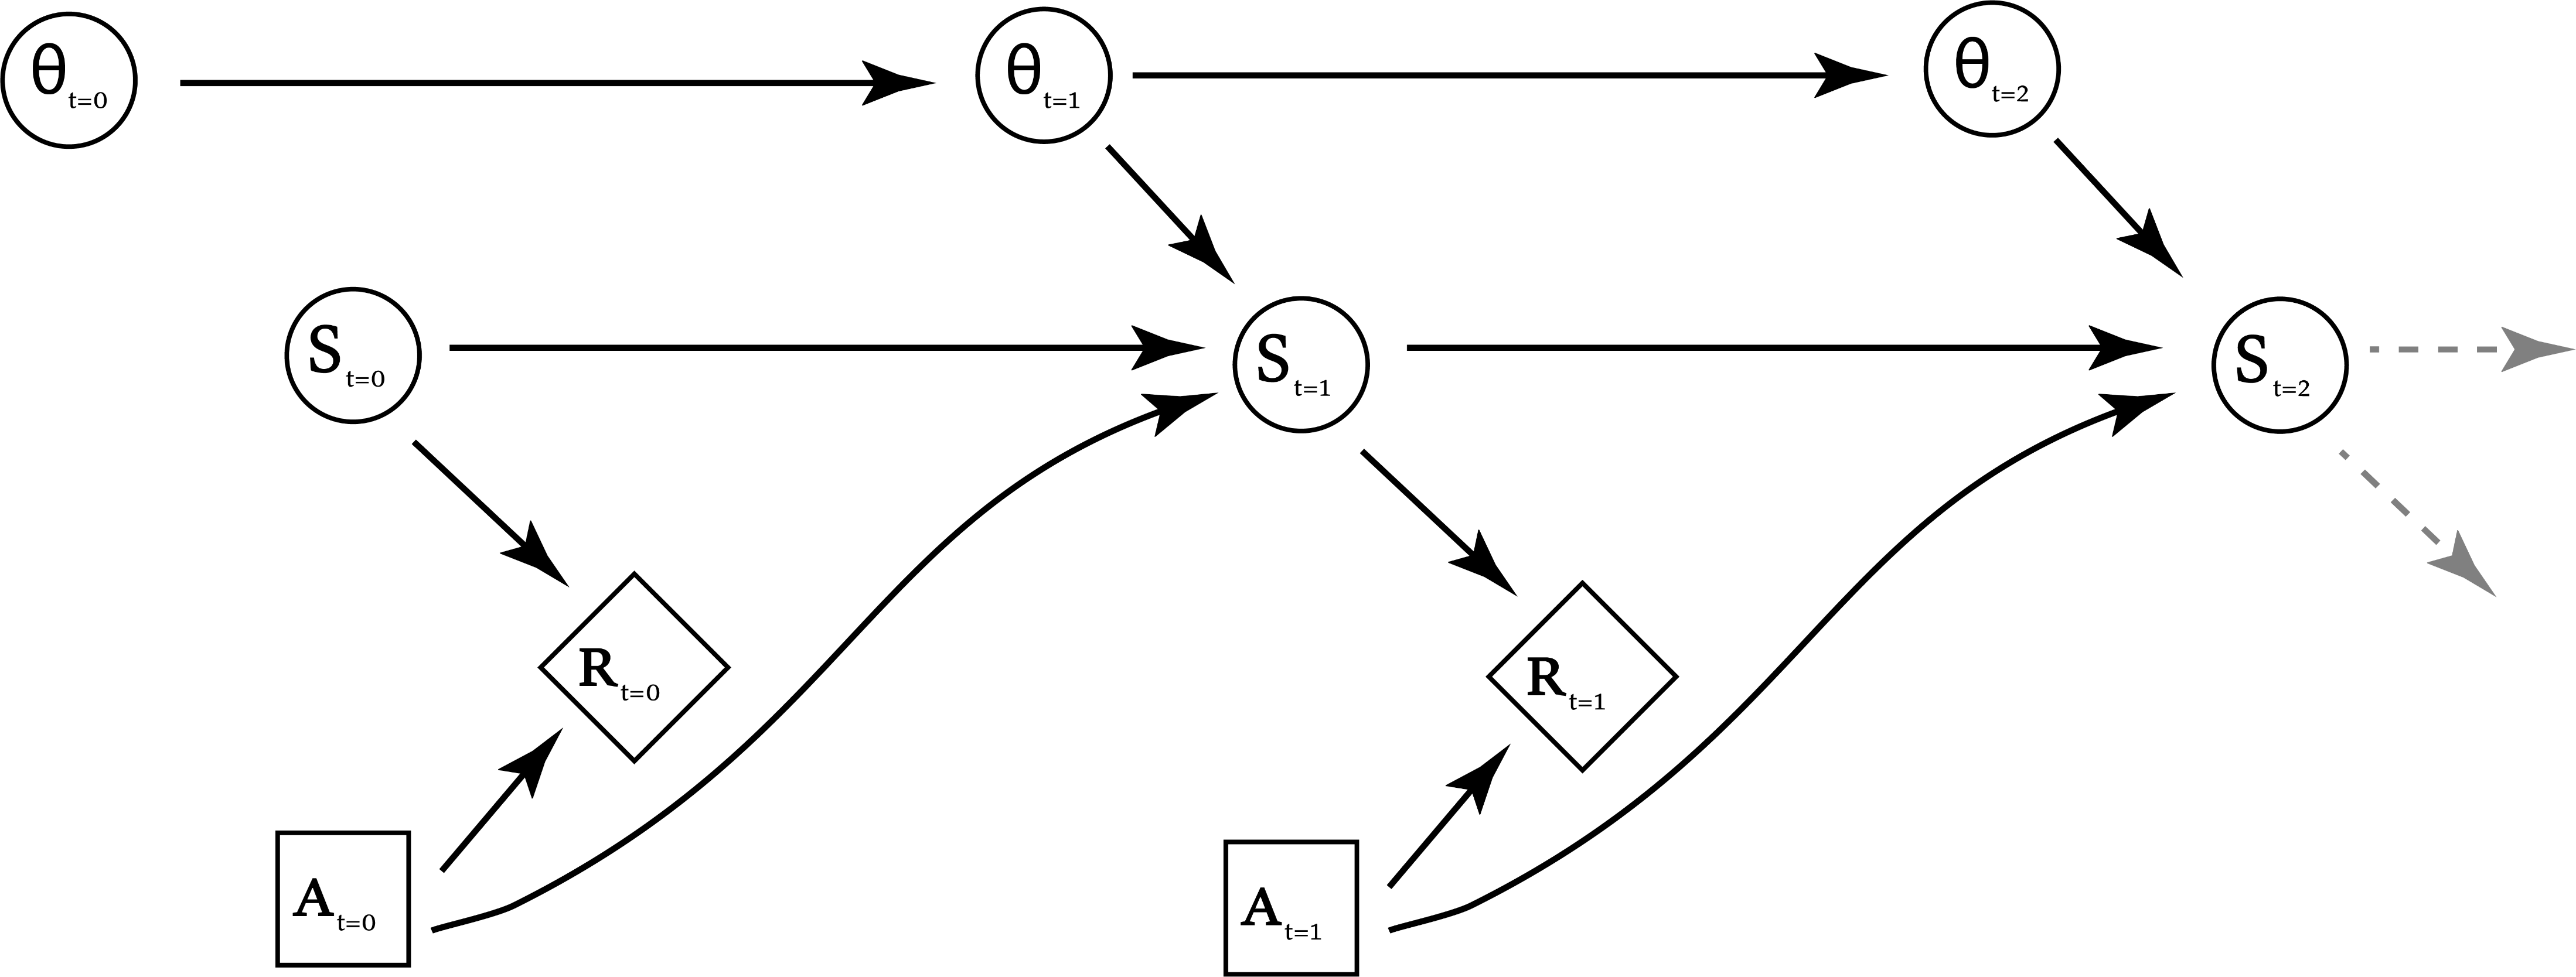 θt=0
θt=1
θt=2
St=0
St=1
St=2
Rt=0
Rt=1
At=0
At=1